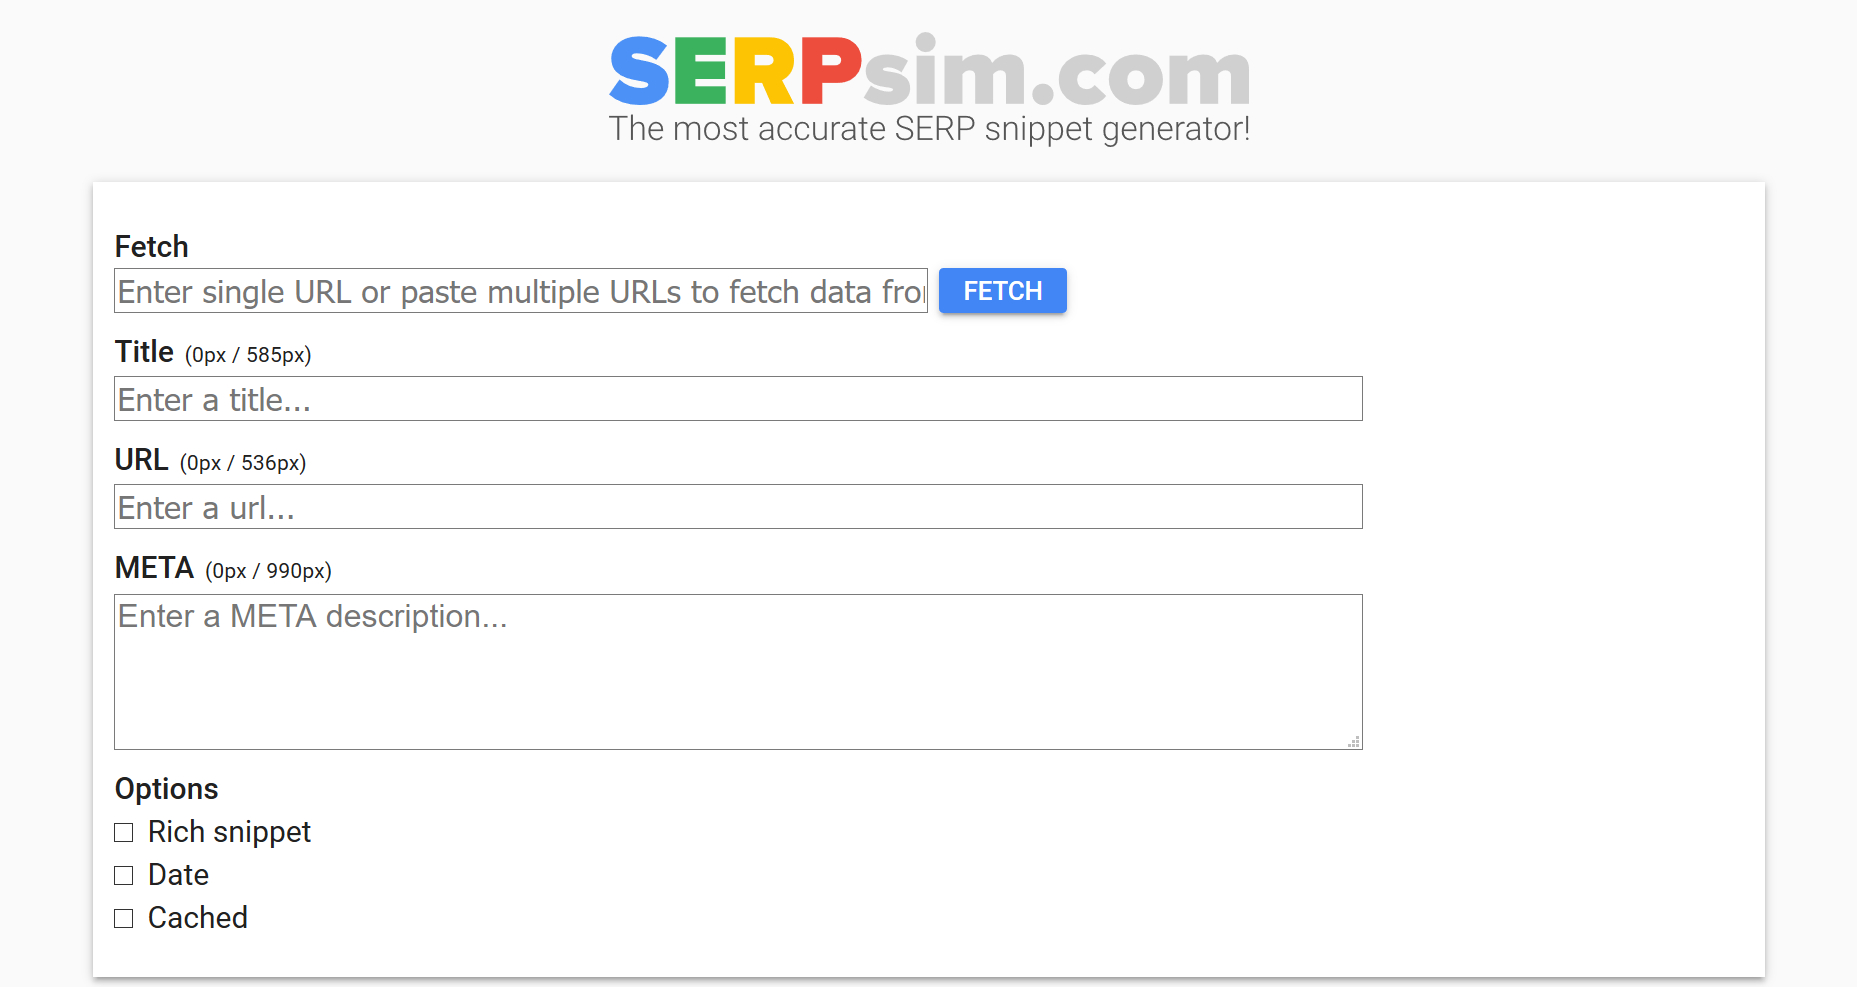 SERPsim.com
The most accurate SERP snippet generator!
Fetch
Enter single URL or paste multiple URLs to fetch data
FETCH
Title (0px / 585px)
Enter a title...
URL (0px / 536px)
Enter a url...
META (0px / 990px)
Enter a META description...
Options
Rich snippet
Date
Cached